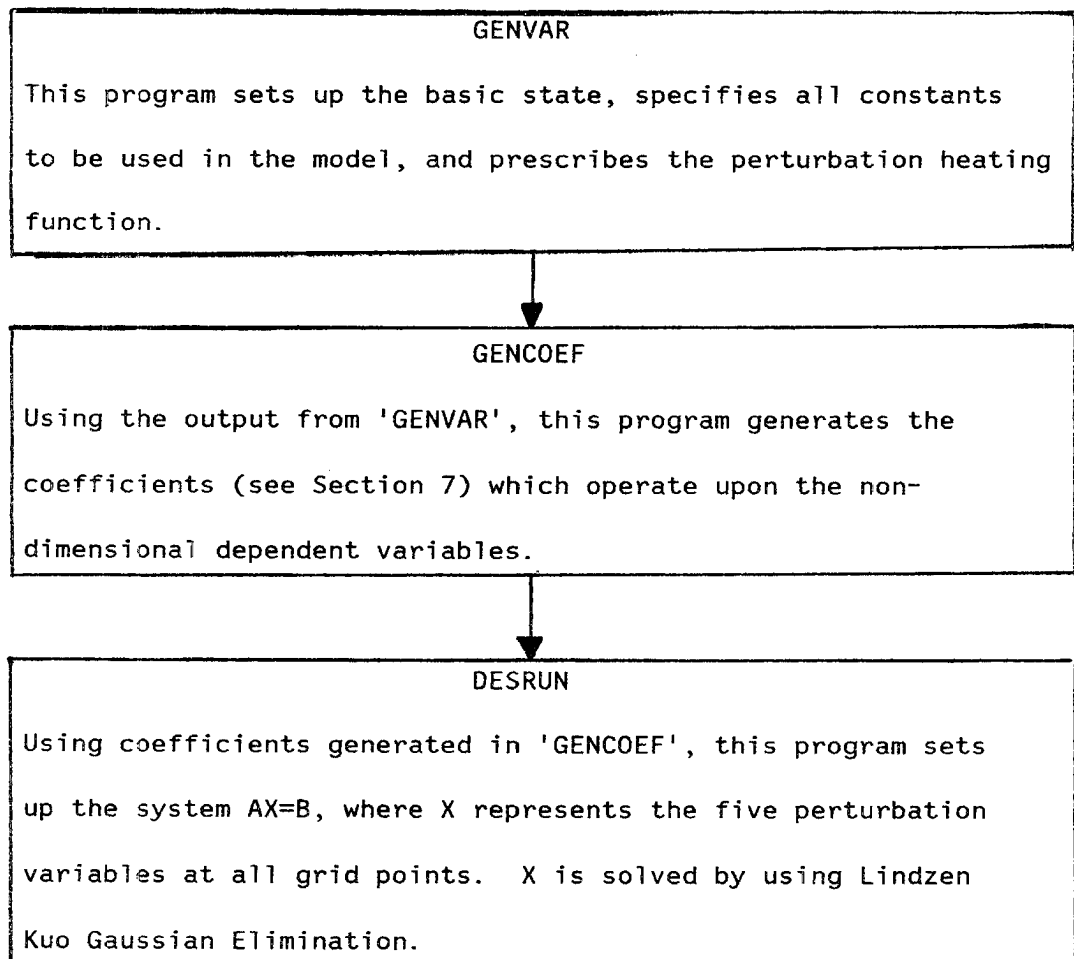 GENVAR
This program sets up the basic state, specifies all constants
to be used in the model, and prescribes the perturbation heating
function.
GENCOEF
Using the output from 'GENVAR', this program generates the
coefficients (see Section 7) which operate upon the non-
dimensional dependent variables.
DESRUN
Using coefficients generated in 'GENCOEF', this program sets
up the system AX=B, where X represents the five perturbation
variables at all grid points.  X is solved by using Lindzen
Kuo Gaussian Elimination.